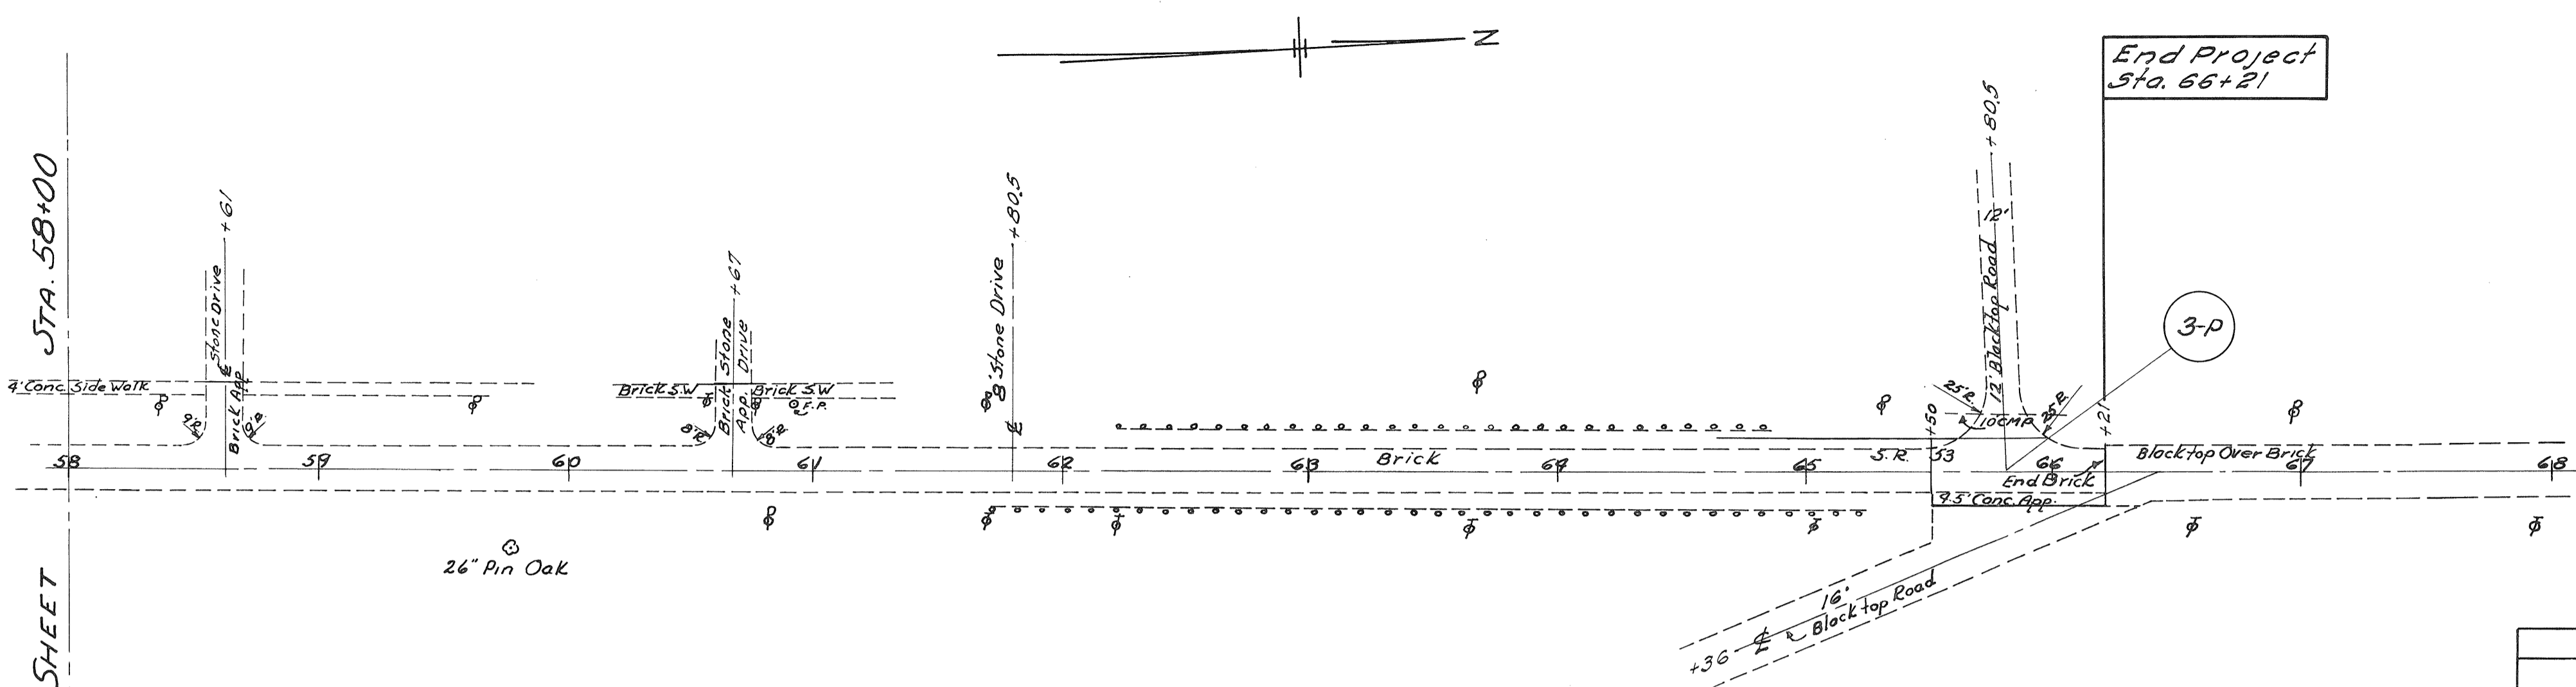 N
End Project
Sta. 66+21
STA. 58+00
SHEET
+61
Stone Drive
℄
Brick App.
4' Conc. Side Walk
9'R.
9'R.
+67
Brick Stone
App. Drive
Brick S.W
Brick S.W
F.P.
8'R.
8'R.
+80.5
8' Stone Drive
℄
+80.5
12'
12' Blacktop Road
3-P
25'R.
25'R.
10"CMP
+50
+21
58
59
60
61
62
63
Brick
64
65
S.R. 53
66
End Brick
Blacktop Over Brick
67
68
9.5' Conc. App.
26" Pin Oak
16'
Blacktop Road
+36
℄